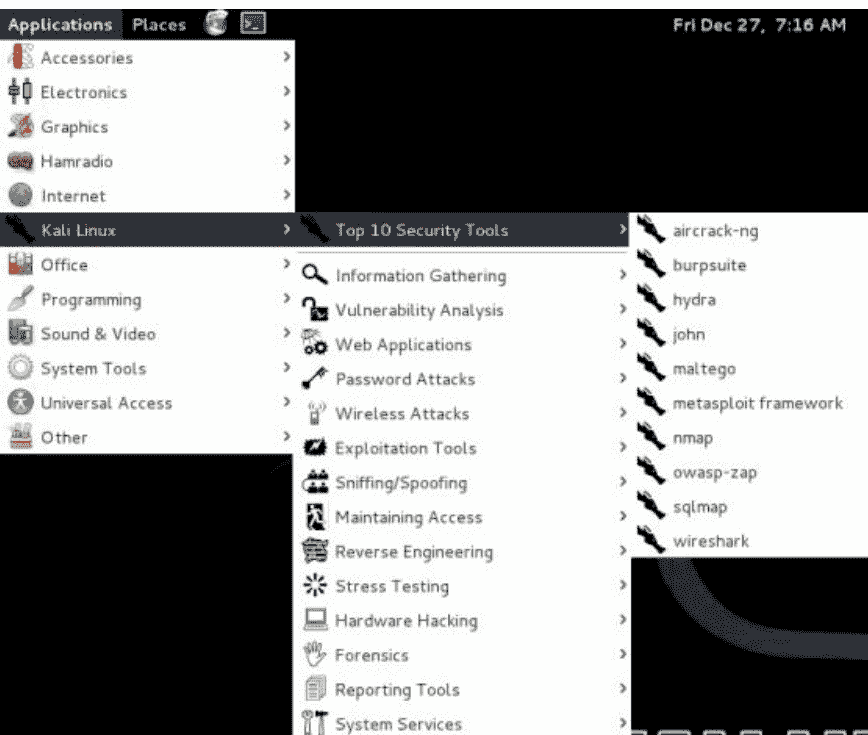 Applications Places Fri Dec 27, 7:16 AM
Accessories
Electronics
Graphics
Hamradio
Internet
Kali Linux
Office
Programming
Sound & Video
System Tools
Universal Access
Other
Top 10 Security Tools
Information Gathering
Vulnerability Analysis
Web Applications
Password Attacks
Wireless Attacks
Exploitation Tools
Sniffing/Spoofing
Maintaining Access
Reverse Engineering
Stress Testing
Hardware Hacking
Forensics
Reporting Tools
System Services
aircrack-ng
burpsuite
hydra
john
maltego
metasploit framework
nmap
owasp-zap
sqlmap
wireshark